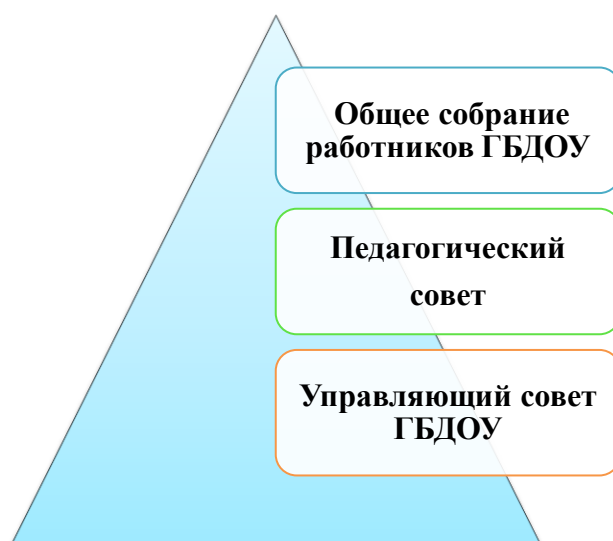 Общее собрание
работников ГБДОУ
Педагогический
совет
Управляющий совет
ГБДОУ